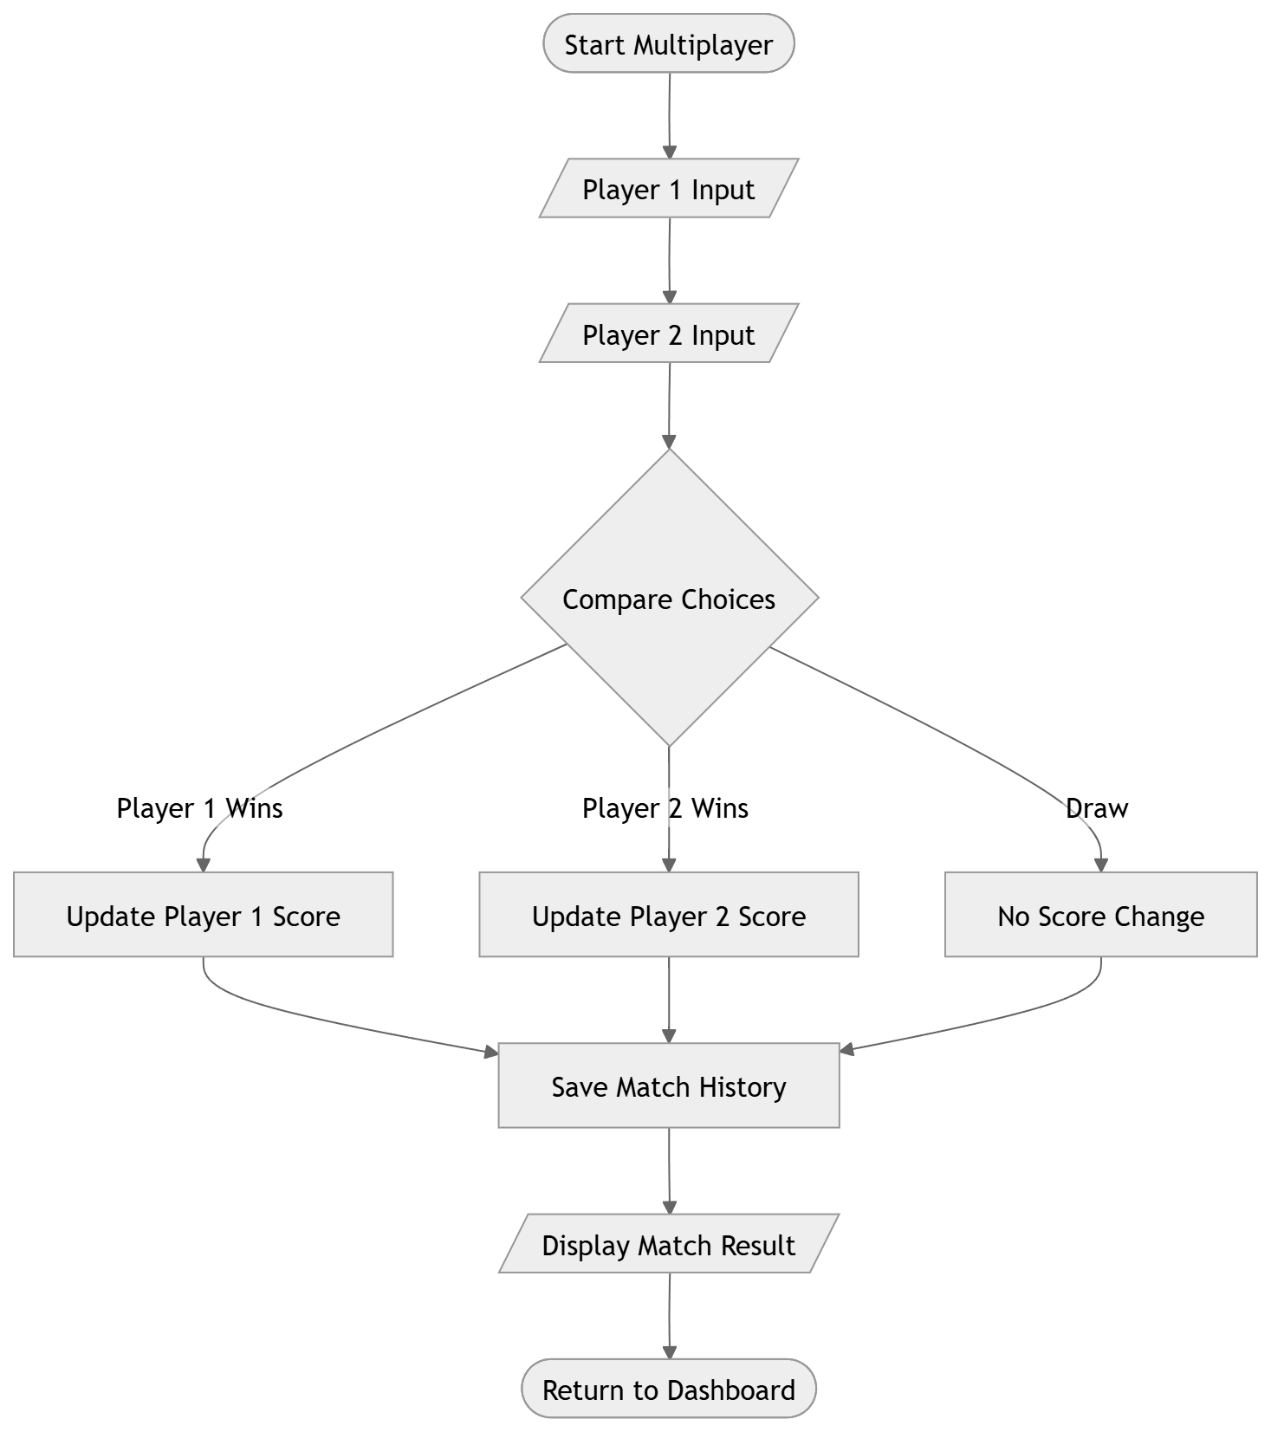 Start Multiplayer
Player 1 Input
Player 2 Input
Compare Choices
Player 1 Wins
Player 2 Wins
Draw
Update Player 1 Score
Update Player 2 Score
No Score Change
Save Match History
Display Match Result
Return to Dashboard